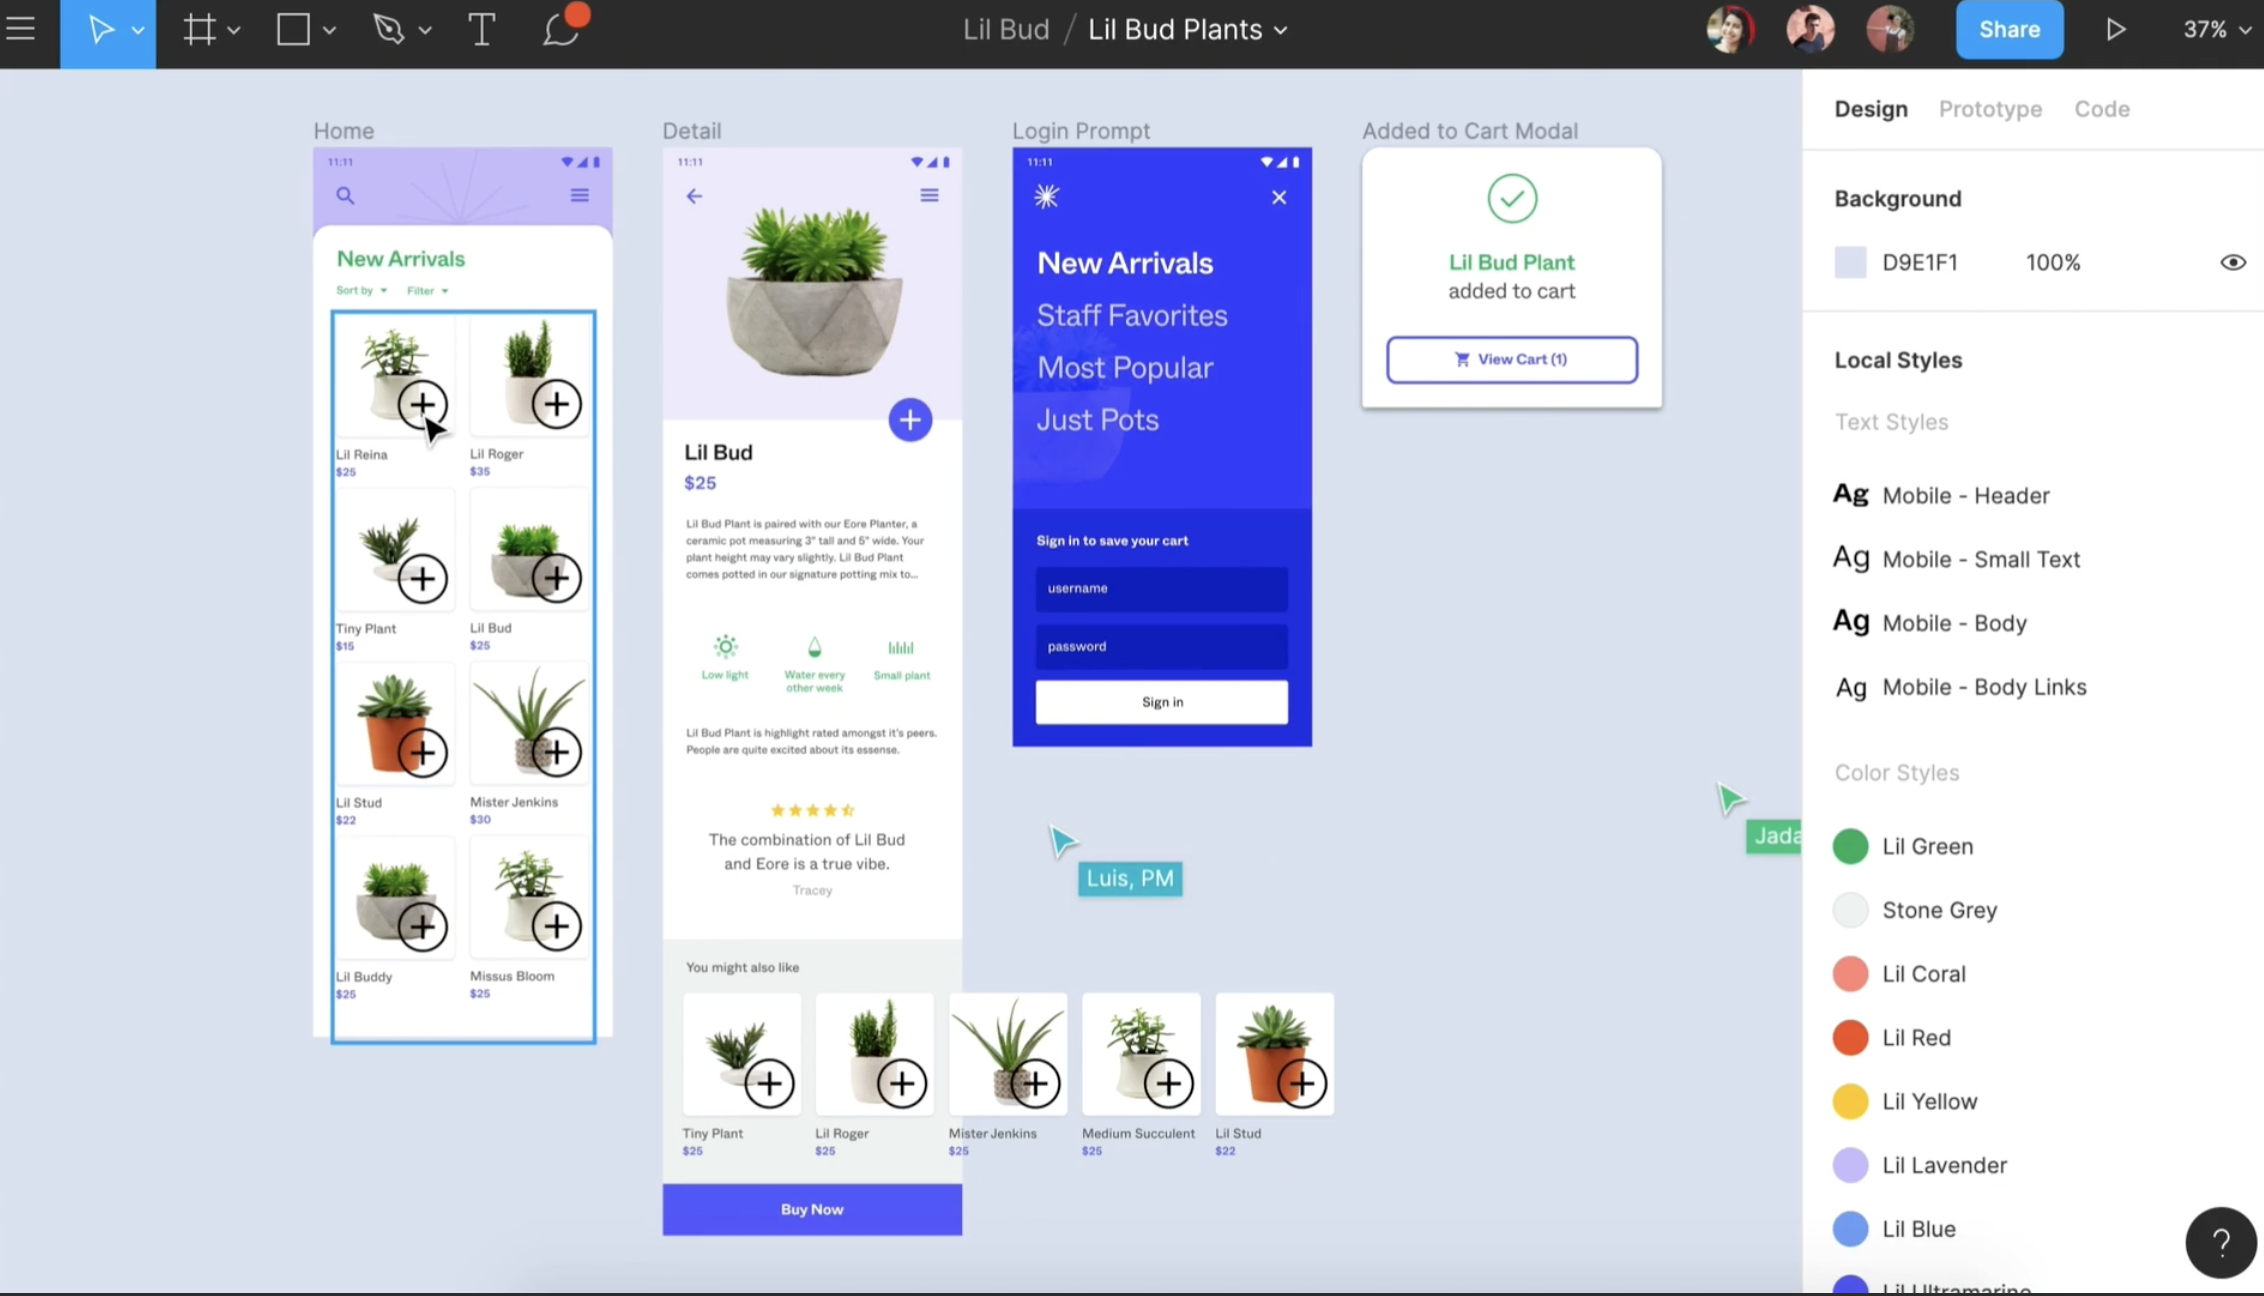 Lil Bud / Lil Bud Plants
Share
37%
Home
Detail
Login Prompt
Added to Cart Modal
11:11
New Arrivals
Sort by
Filter
Lil Reina
$25
Lil Roger
$35
Tiny Plant
$15
Lil Bud
$25
Lil Stud
$22
Mister Jenkins
$30
Lil Buddy
$25
Missus Bloom
$25
11:11
Lil Bud
$25
Lil Bud Plant is paired with our Eore Planter, a
ceramic pot measuring 3" tall and 5" wide. Your
plant height may vary slightly. Lil Bud Plant
comes potted in our signature potting mix to...
Low light
Water every
other week
Small plant
Lil Bud Plant is highlight rated amongst it's peers.
People are quite excited about its essense.
The combination of Lil Bud
and Eore is a true vibe.
Tracey
You might also like
Tiny Plant
$25
Lil Roger
$25
Mister Jenkins
$25
Medium Succulent
$25
Lil Stud
$22
Buy Now
11:11
New Arrivals
Staff Favorites
Most Popular
Just Pots
Sign in to save your cart
username
password
Sign in
Lil Bud Plant
added to cart
View Cart (1)
Luis, PM
Jada
Design
Prototype
Code
Background
D9E1F1
100%
Local Styles
Text Styles
Ag Mobile - Header
Ag Mobile - Small Text
Ag Mobile - Body
Ag Mobile - Body Links
Color Styles
Lil Green
Stone Grey
Lil Coral
Lil Red
Lil Yellow
Lil Lavender
Lil Blue
Lil Ultramarine
?